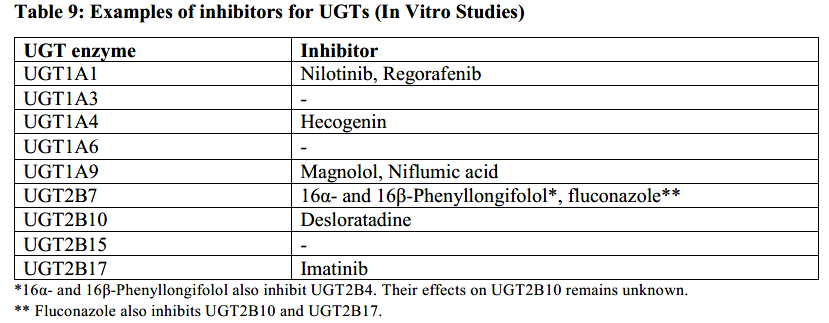 Table 9: Examples of inhibitors for UGTs (In Vitro Studies)
UGT enzyme Inhibitor
UGT1A1 Nilotinib, Regorafenib
UGT1A3 -
UGT1A4 Hecogenin
UGT1A6 -
UGT1A9 Magnolol, Niflumic acid
UGT2B7 16α- and 16β-Phenyllongifolol*, fluconazole**
UGT2B10 Desloratadine
UGT2B15 -
UGT2B17 Imatinib
*16α- and 16β-Phenyllongifolol also inhibit UGT2B4. Their effects on UGT2B10 remains unknown.
** Fluconazole also inhibits UGT2B10 and UGT2B17.